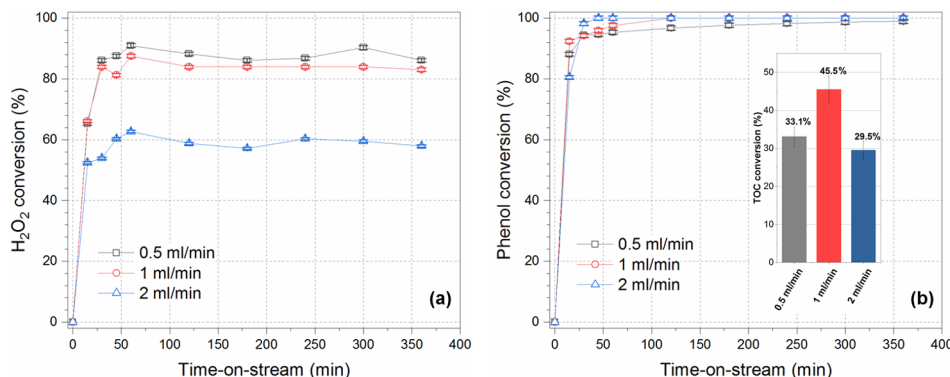 100
80
60
40
20
0
H₂O₂ conversion (%)
0.5 ml/min
1 ml/min
2 ml/min
(a)
0 50 100 150 200 250 300 350 400
Time-on-stream (min)
100
80
60
40
20
0
Phenol conversion (%)
0.5 ml/min
1 ml/min
2 ml/min
50
40
30
20
10
0
TOC conversion (%)
33.1%
45.5%
29.5%
0.5 ml/min
1 ml/min
2 ml/min
(b)
0 50 100 150 200 250 300 350 400
Time-on-stream (min)